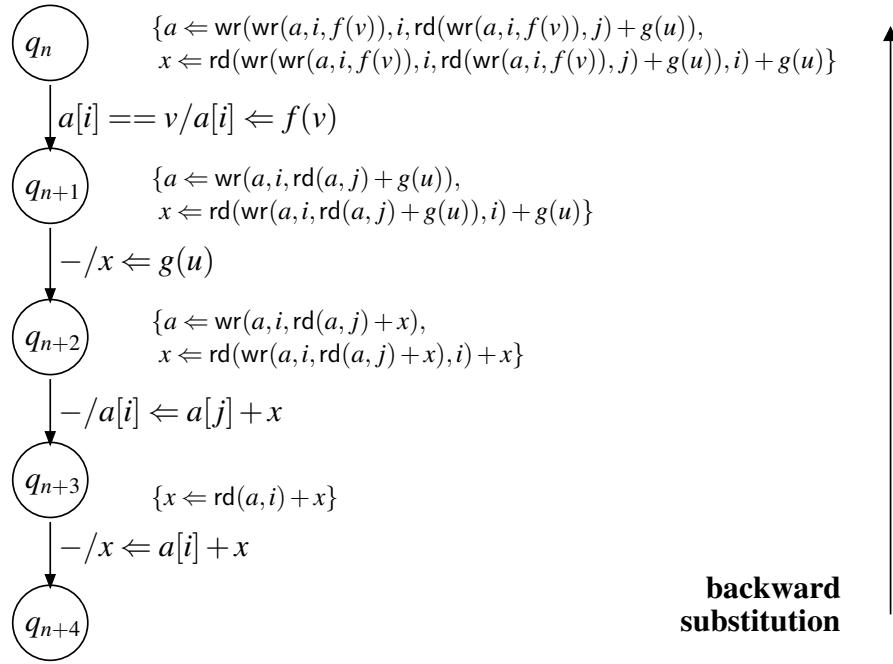 q_n
{a ⇐ wr(wr(a,i,f(v)),i,rd(wr(a,i,f(v)),j)+g(u)),
x ⇐ rd(wr(wr(a,i,f(v)),i,rd(wr(a,i,f(v)),j)+g(u)),i)+g(u)}
a[i] == v/a[i] ⇐ f(v)
q_{n+1}
{a ⇐ wr(a,i,rd(a,j)+g(u)),
x ⇐ rd(wr(a,i,rd(a,j)+g(u)),i)+g(u)}
−/x ⇐ g(u)
q_{n+2}
{a ⇐ wr(a,i,rd(a,j)+x),
x ⇐ rd(wr(a,i,rd(a,j)+x),i)+x}
−/a[i] ⇐ a[j]+x
q_{n+3}
{x ⇐ rd(a,i)+x}
−/x ⇐ a[i]+x
q_{n+4}
backward
substitution